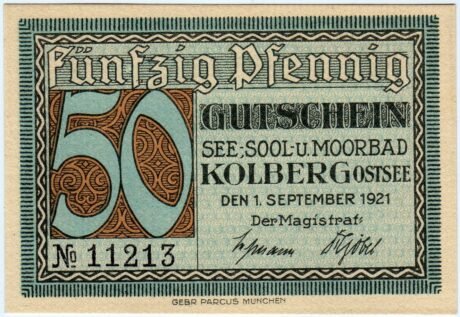 Fünfzig Pfennig
50
GUTSCHEIN
SEE-, SOOL- U. MOORBAD
KOLBERG OSTSEE
DEN 1. SEPTEMBER 1921
Der Magistrat:
№ 11213
GEBR PARCUS MÜNCHEN